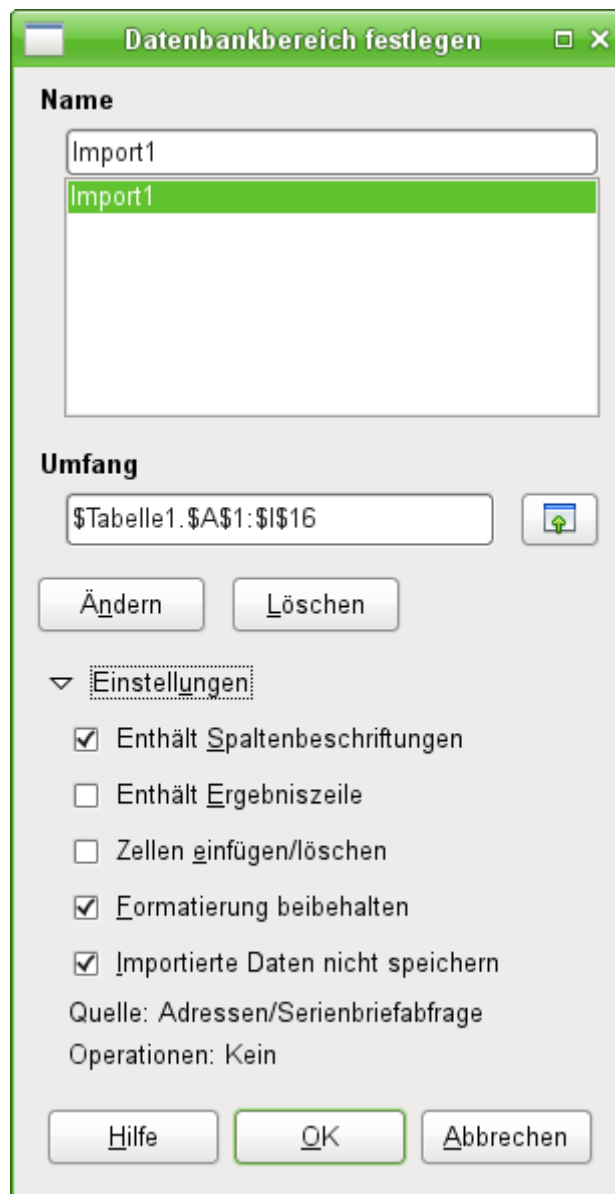 Datenbankbereich festlegen
Name
Import1
Import1
Umfang
$Tabelle1.$A$1:$I$16
Ändern Löschen
Einstellungen
Enthält Spaltenbeschriftungen
Enthält Ergebniszeile
Zellen einfügen/löschen
Formatierung beibehalten
Importierte Daten nicht speichern
Quelle: Adressen/Serienbriefabfrage
Operationen: Kein
Hilfe OK Abbrechen